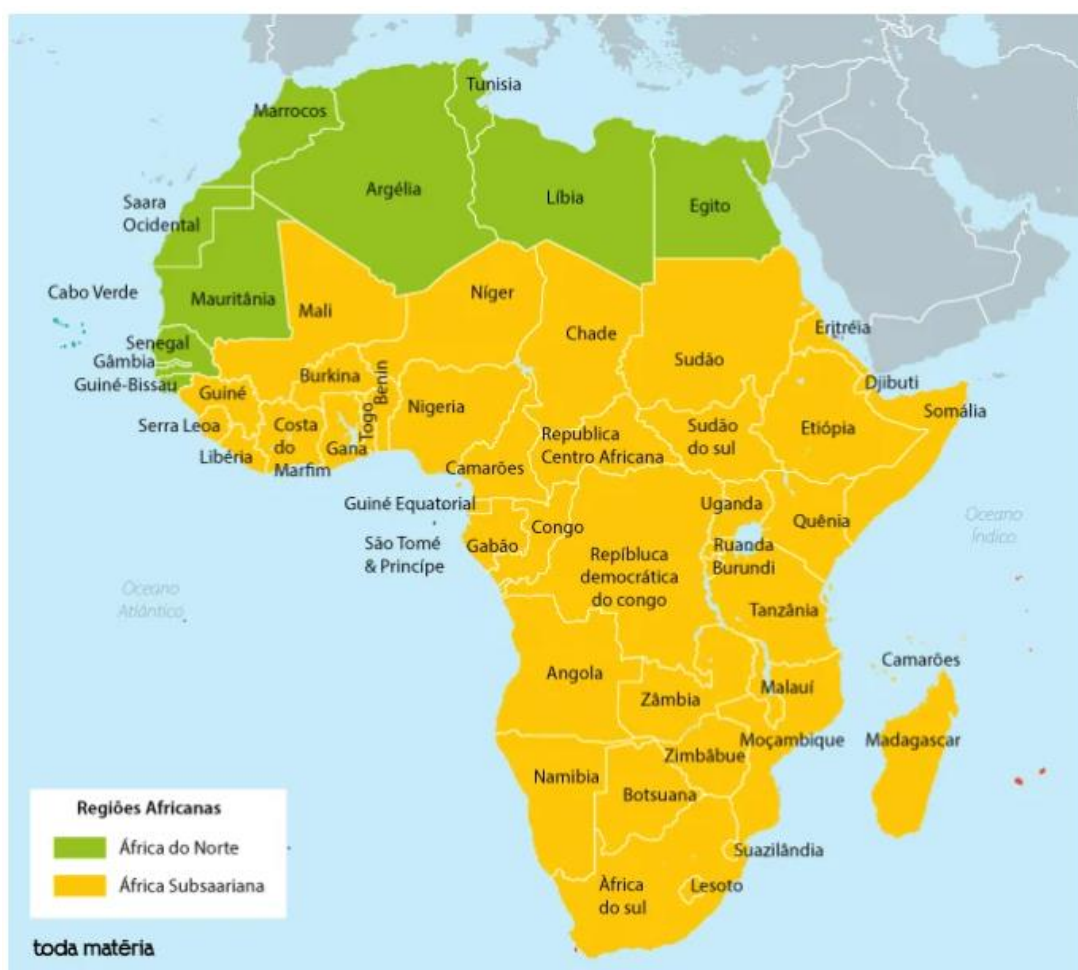 Tunisia
Marrocos
Argélia
Líbia
Egito
Saara
Ocidental
Cabo Verde
Mauritânia
Mali
Níger
Chade
Sudão
Eritréia
Senegal
Gâmbia
Guiné-Bissau
Guiné
Burkina
Benin
Togo
Nigeria
Djibuti
Somália
Etiópia
Serra Leoa
Costa
do
Marfim
Gana
Libéria
Republica
Centro Africana
Sudão
do sul
Camarões
Guiné Equatorial
São Tomé
& Príncipe
Gabão
Congo
Uganda
Quênia
Ruanda
Burundi
Repíbluca
democrática
do congo
Tanzânia
Oceano
Índico
Oceano
Atlântico
Angola
Zâmbia
Malauí
Camarões
Moçambique
Madagascar
Zimbâbue
Namibia
Botsuana
Suazilândia
Lesoto
Àfrica
do sul
Regiões Africanas
África do Norte
África Subsaariana
toda matéria